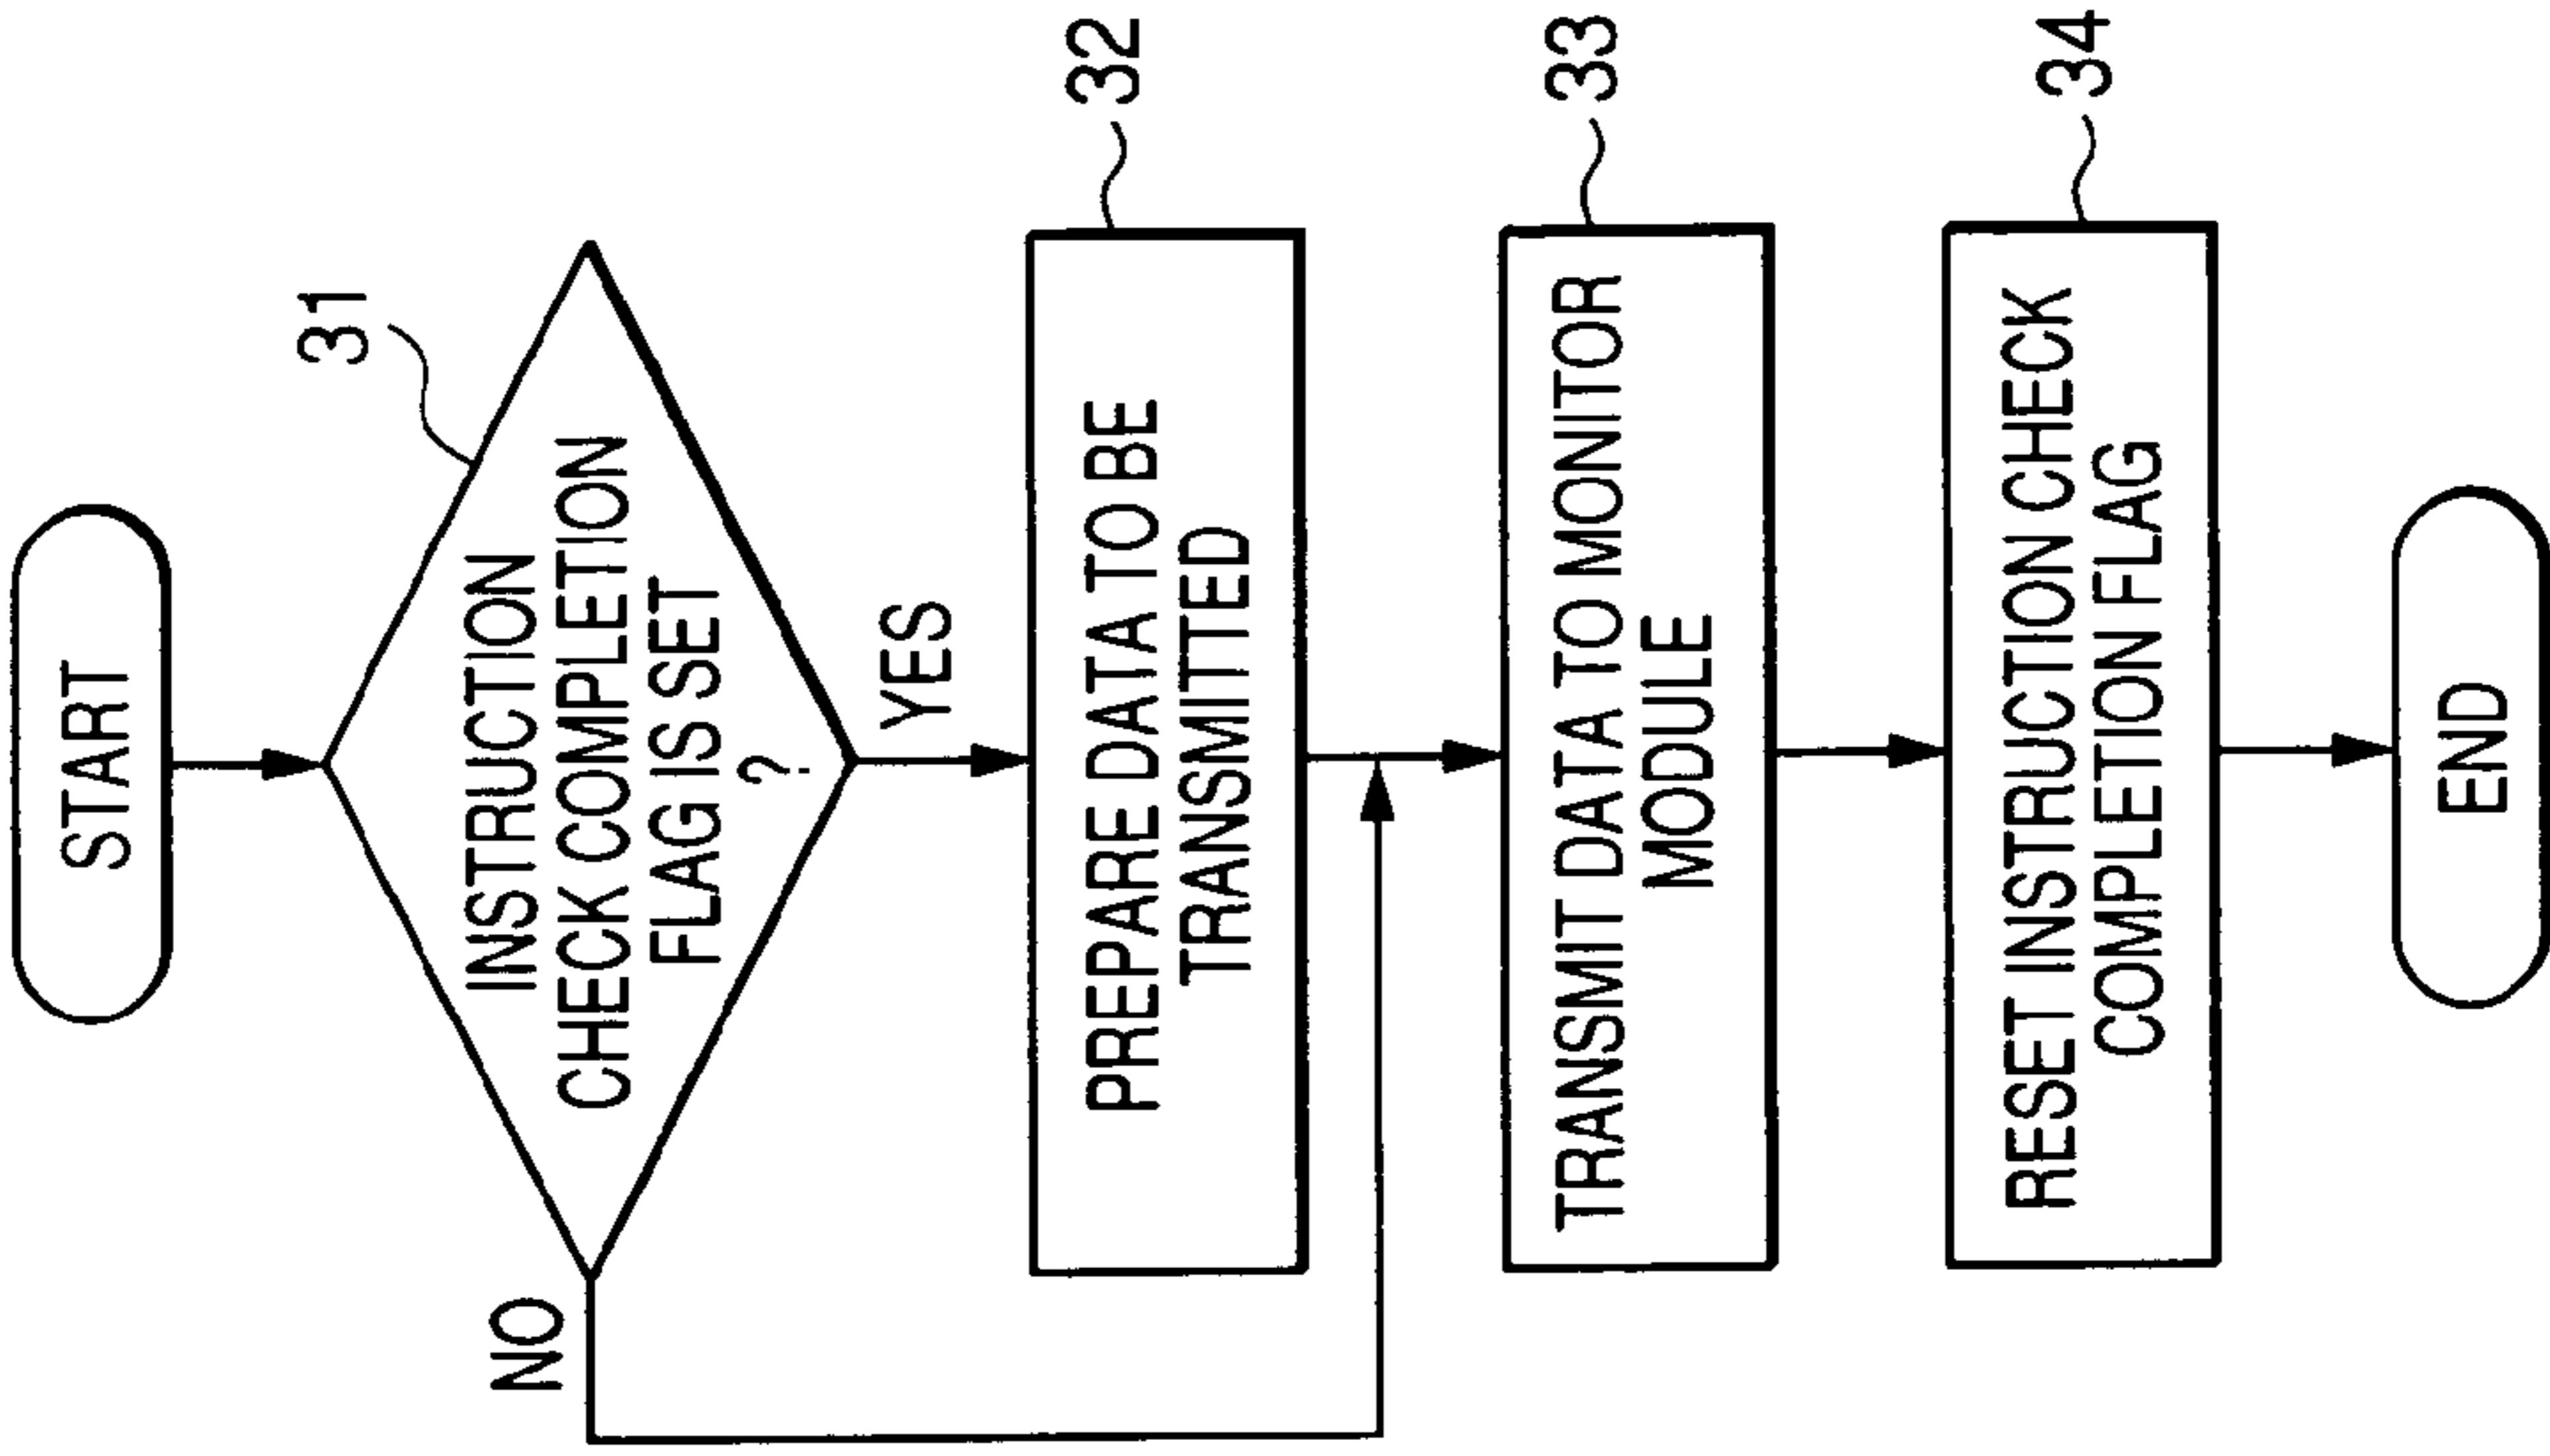 START
31
INSTRUCTION
CHECK COMPLETION
FLAG IS SET
?
NO
YES
32
PREPARE DATA TO BE
TRANSMITTED
33
TRANSMIT DATA TO MONITOR
MODULE
34
RESET INSTRUCTION CHECK
COMPLETION FLAG
END